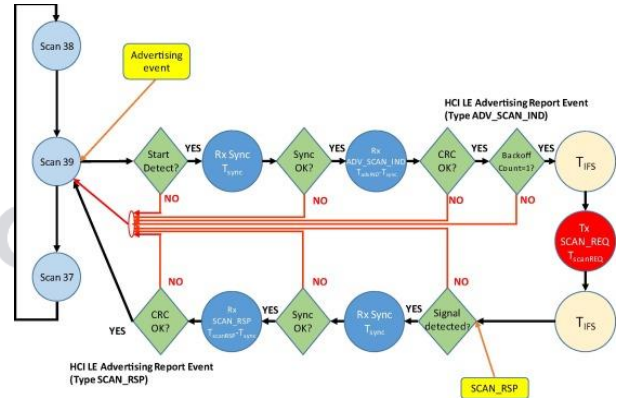 Scan 38
Advertising
event
HCI LE Advertising Report Event
(Type ADV_SCAN_IND)
Scan 39
Start
Detect?
YES
Rx Sync
Tsync
Sync
OK?
YES
Rx
ADV_SCAN_IND
TadvIND-Tsync
CRC
OK?
YES
Backoff
Count=1?
YES
TIFS
NO
NO
NO
NO
Tx
SCAN_REQ
TscanREQ
Scan 37
NO
NO
NO
YES
CRC
OK?
YES
Rx
SCAN_RSP
TscanRSP-Tsync
YES
Sync
OK?
YES
Rx Sync
Tsync
YES
Signal
detected?
TIFS
HCI LE Advertising Report Event
(Type SCAN_RSP)
SCAN_RSP